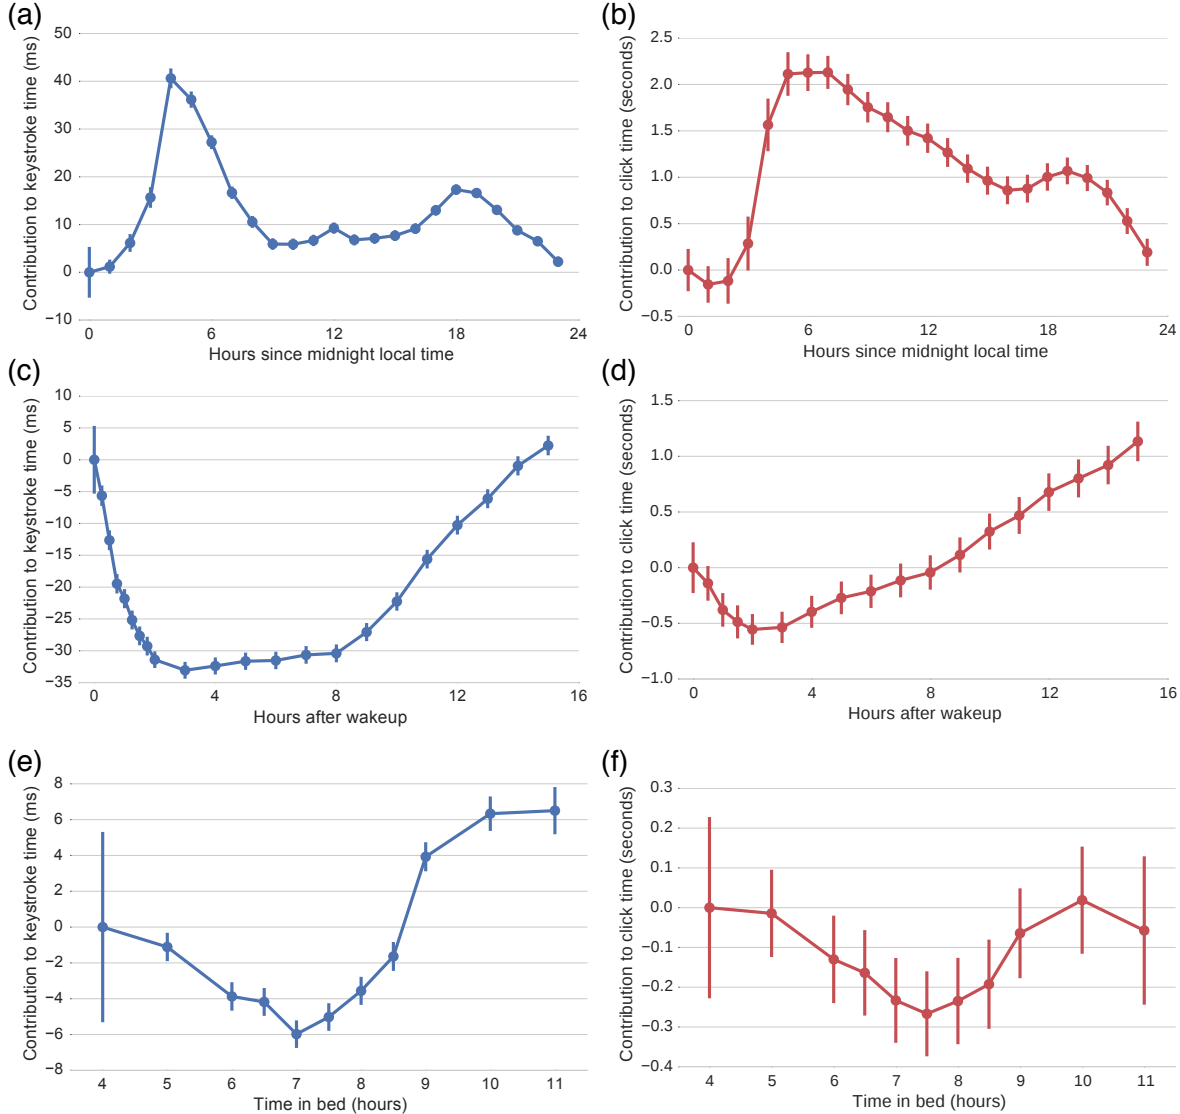 (a)
Contribution to keystroke time (ms)
50
40
30
20
10
0
−10
0 6 12 18 24
Hours since midnight local time
(b)
Contribution to click time (seconds)
2.5
2.0
1.5
1.0
0.5
0.0
−0.5
0 6 12 18 24
Hours since midnight local time
(c)
Contribution to keystroke time (ms)
10
5
0
−5
−10
−15
−20
−25
−30
−35
0 4 8 12 16
Hours after wakeup
(d)
Contribution to click time (seconds)
1.5
1.0
0.5
0.0
−0.5
−1.0
0 4 8 12 16
Hours after wakeup
(e)
Contribution to keystroke time (ms)
8
6
4
2
0
−2
−4
−6
−8
4 5 6 7 8 9 10 11
Time in bed (hours)
(f)
Contribution to click time (seconds)
0.3
0.2
0.1
0.0
−0.1
−0.2
−0.3
−0.4
4 5 6 7 8 9 10 11
Time in bed (hours)